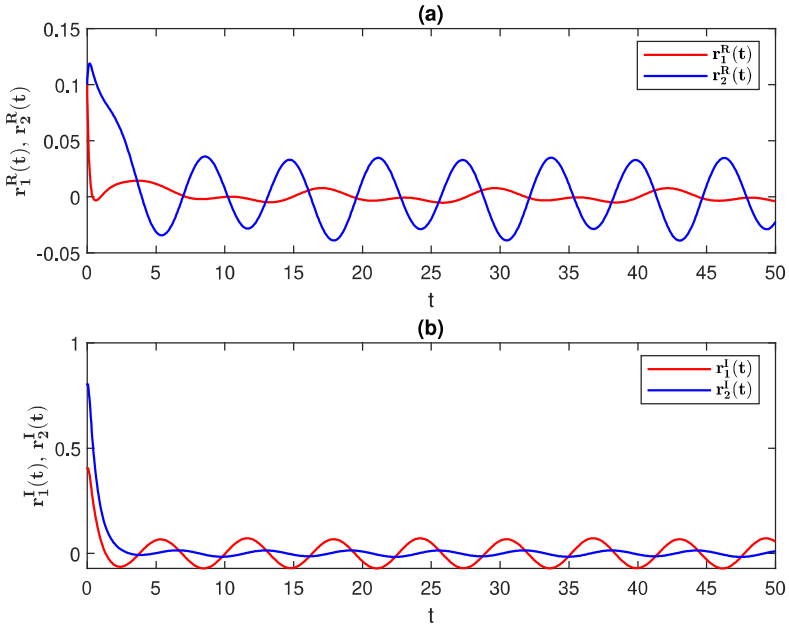 (a)
r₁ᴿ(t), r₂ᴿ(t)
0.15
0.1
0.05
0
-0.05
r₁ᴿ(t)
r₂ᴿ(t)
0 5 10 15 20 25 30 35 40 45 50
t
(b)
r₁ᴵ(t), r₂ᴵ(t)
1
0.5
0
r₁ᴵ(t)
r₂ᴵ(t)
0 5 10 15 20 25 30 35 40 45 50
t